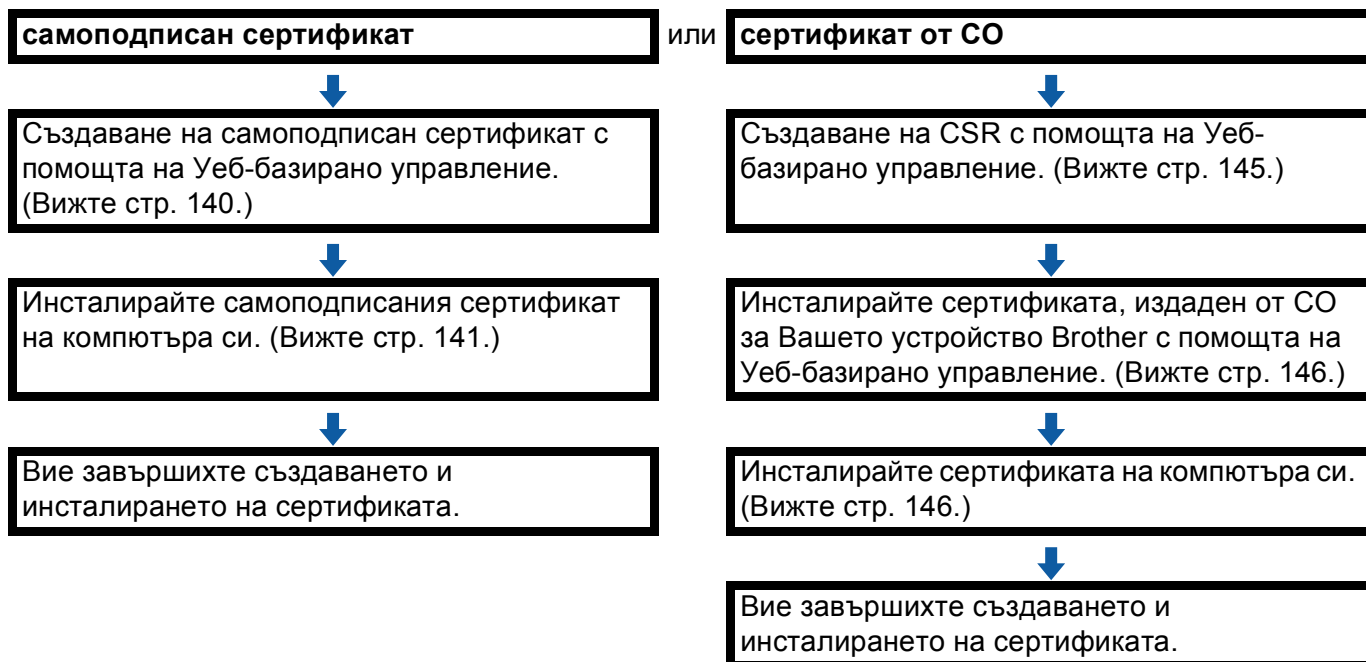 самоподписан сертификат
или
сертификат от CO
Създаване на самоподписан сертификат с
помощта на Уеб-базирано управление.
(Вижте стр. 140.)
Създаване на CSR с помощта на Уеб-
базирано управление. (Вижте стр. 145.)
Инсталирайте самоподписания сертификат
на компютъра си. (Вижте стр. 141.)
Инсталирайте сертификата, издаден от CO
за Вашето устройство Brother с помощта на
Уеб-базирано управление. (Вижте стр. 146.)
Вие завършихте създаването и
инсталирането на сертификата.
Инсталирайте сертификата на компютъра си.
(Вижте стр. 146.)
Вие завършихте създаването и
инсталирането на сертификата.